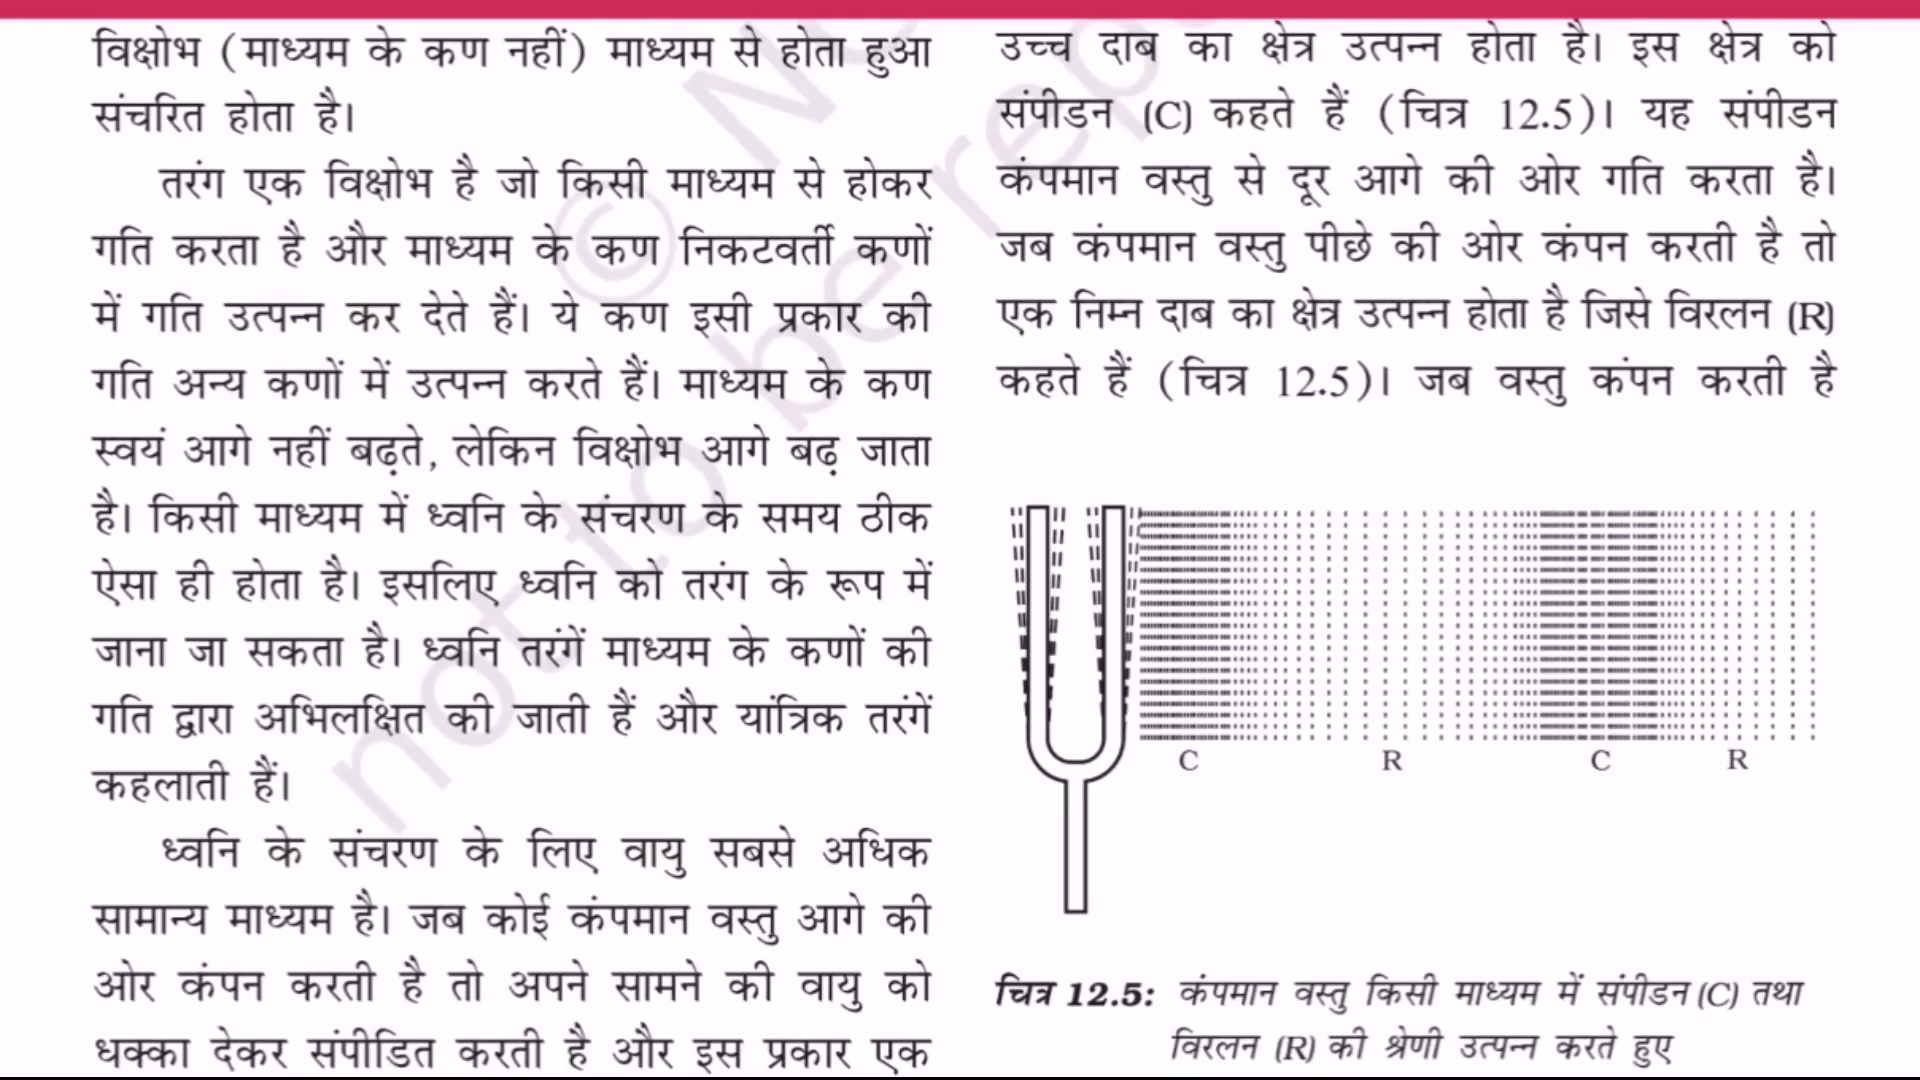 विक्षोभ (माध्यम के कण नहीं) माध्यम से होता हुआ
संचरित होता है।
तरंग एक विक्षोभ है जो किसी माध्यम से होकर
गति करता है और माध्यम के कण निकटवर्ती कणों
में गति उत्पन्न कर देते हैं। ये कण इसी प्रकार की
गति अन्य कणों में उत्पन्न करते हैं। माध्यम के कण
स्वयं आगे नहीं बढ़ते, लेकिन विक्षोभ आगे बढ़ जाता
है। किसी माध्यम में ध्वनि के संचरण के समय ठीक
ऐसा ही होता है। इसलिए ध्वनि को तरंग के रूप में
जाना जा सकता है। ध्वनि तरंगें माध्यम के कणों की
गति द्वारा अभिलक्षित की जाती हैं और यांत्रिक तरंगें
कहलाती हैं।
ध्वनि के संचरण के लिए वायु सबसे अधिक
सामान्य माध्यम है। जब कोई कंपमान वस्तु आगे की
ओर कंपन करती है तो अपने सामने की वायु को
धक्का देकर संपीडित करती है और इस प्रकार एक
उच्च दाब का क्षेत्र उत्पन्न होता है। इस क्षेत्र को
संपीडन (C) कहते हैं (चित्र 12.5)। यह संपीडन
कंपमान वस्तु से दूर आगे की ओर गति करता है।
जब कंपमान वस्तु पीछे की ओर कंपन करती है तो
एक निम्न दाब का क्षेत्र उत्पन्न होता है जिसे विरलन (R)
कहते हैं (चित्र 12.5)। जब वस्तु कंपन करती है
C R C R
चित्र 12.5: कंपमान वस्तु किसी माध्यम में संपीडन (C) तथा
विरलन (R) की श्रेणी उत्पन्न करते हुए
©
not to be